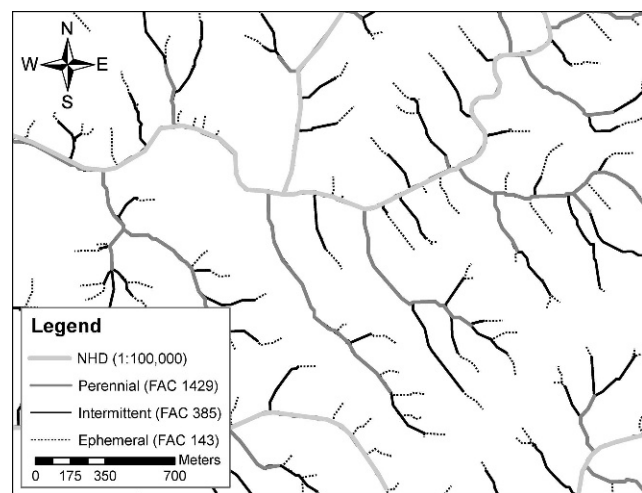 N
W E
S
Legend
NHD (1:100,000)
Perennial (FAC 1429)
Intermittent (FAC 385)
Ephemeral (FAC 143)
Meters
0 175 350 700